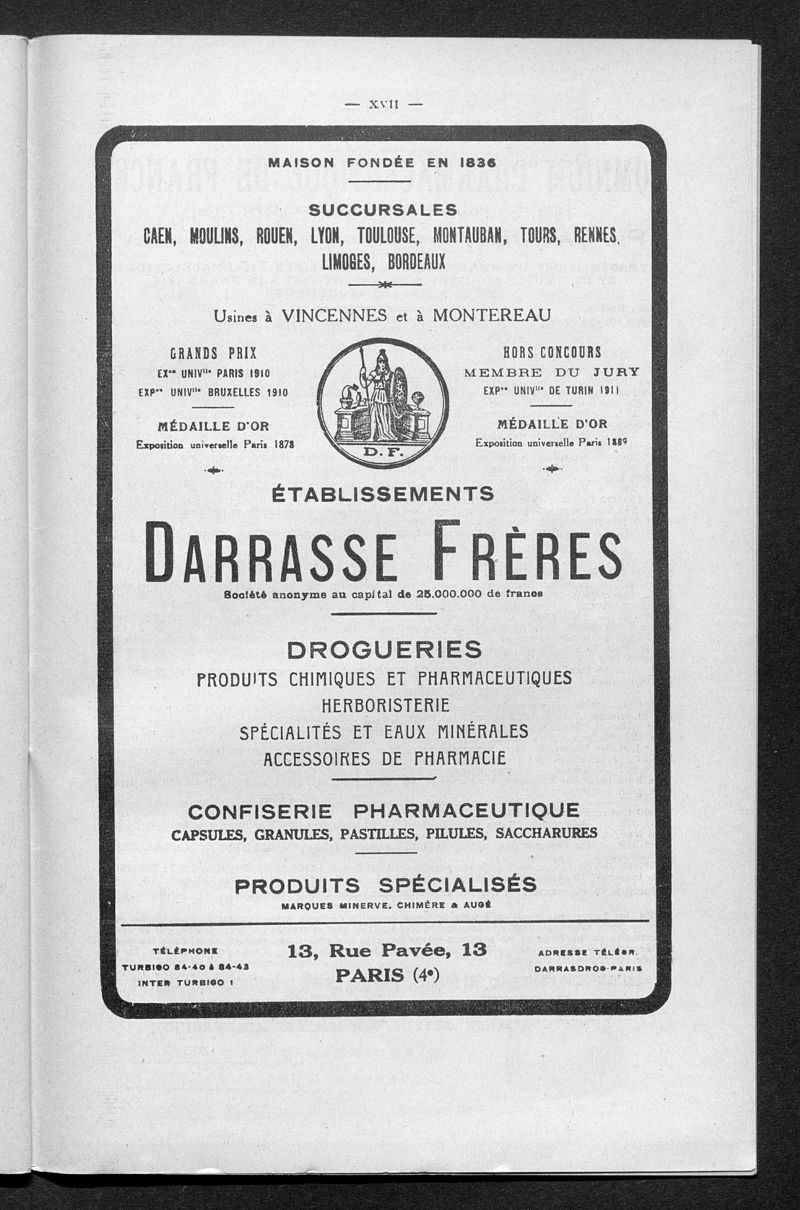 — XVII —
MAISON FONDÉE EN 1836
SUCCURSALES
CAEN, MOULINS, ROUEN, LYON, TOULOUSE, MONTAUBAN, TOURS, RENNES,
LIMOGES, BORDEAUX
Usines à VINCENNES et à MONTEREAU
GRANDS PRIX
EXᵒⁿ UNIVˡˡᵉ PARIS 1910
EXPᵒⁿ UNIVˡˡᵉ BRUXELLES 1910
MÉDAILLE D'OR
Exposition universelle Paris 1878
D. F.
HORS CONCOURS
MEMBRE DU JURY
EXPᵒⁿ UNIVˡˡᵉ DE TURIN 1911
MÉDAILLE D'OR
Exposition universelle Paris 1889
ÉTABLISSEMENTS
DARRASSE FRÈRES
Société anonyme au capital de 25.000.000 de francs
DROGUERIES
PRODUITS CHIMIQUES ET PHARMACEUTIQUES
HERBORISTERIE
SPÉCIALITÉS ET EAUX MINÉRALES
ACCESSOIRES DE PHARMACIE
CONFISERIE PHARMACEUTIQUE
CAPSULES, GRANULES, PASTILLES, PILULES, SACCHARURES
PRODUITS SPÉCIALISÉS
MARQUES MINERVE, CHIMÈRE & AUGÉ
TÉLÉPHONE
TURBIGO 84-40 à 84-43
INTER TURBIGO 1
13, Rue Pavée, 13
PARIS (4ᵉ)
ADRESSE TÉLÉGR.
DARRASDROG-PARIS